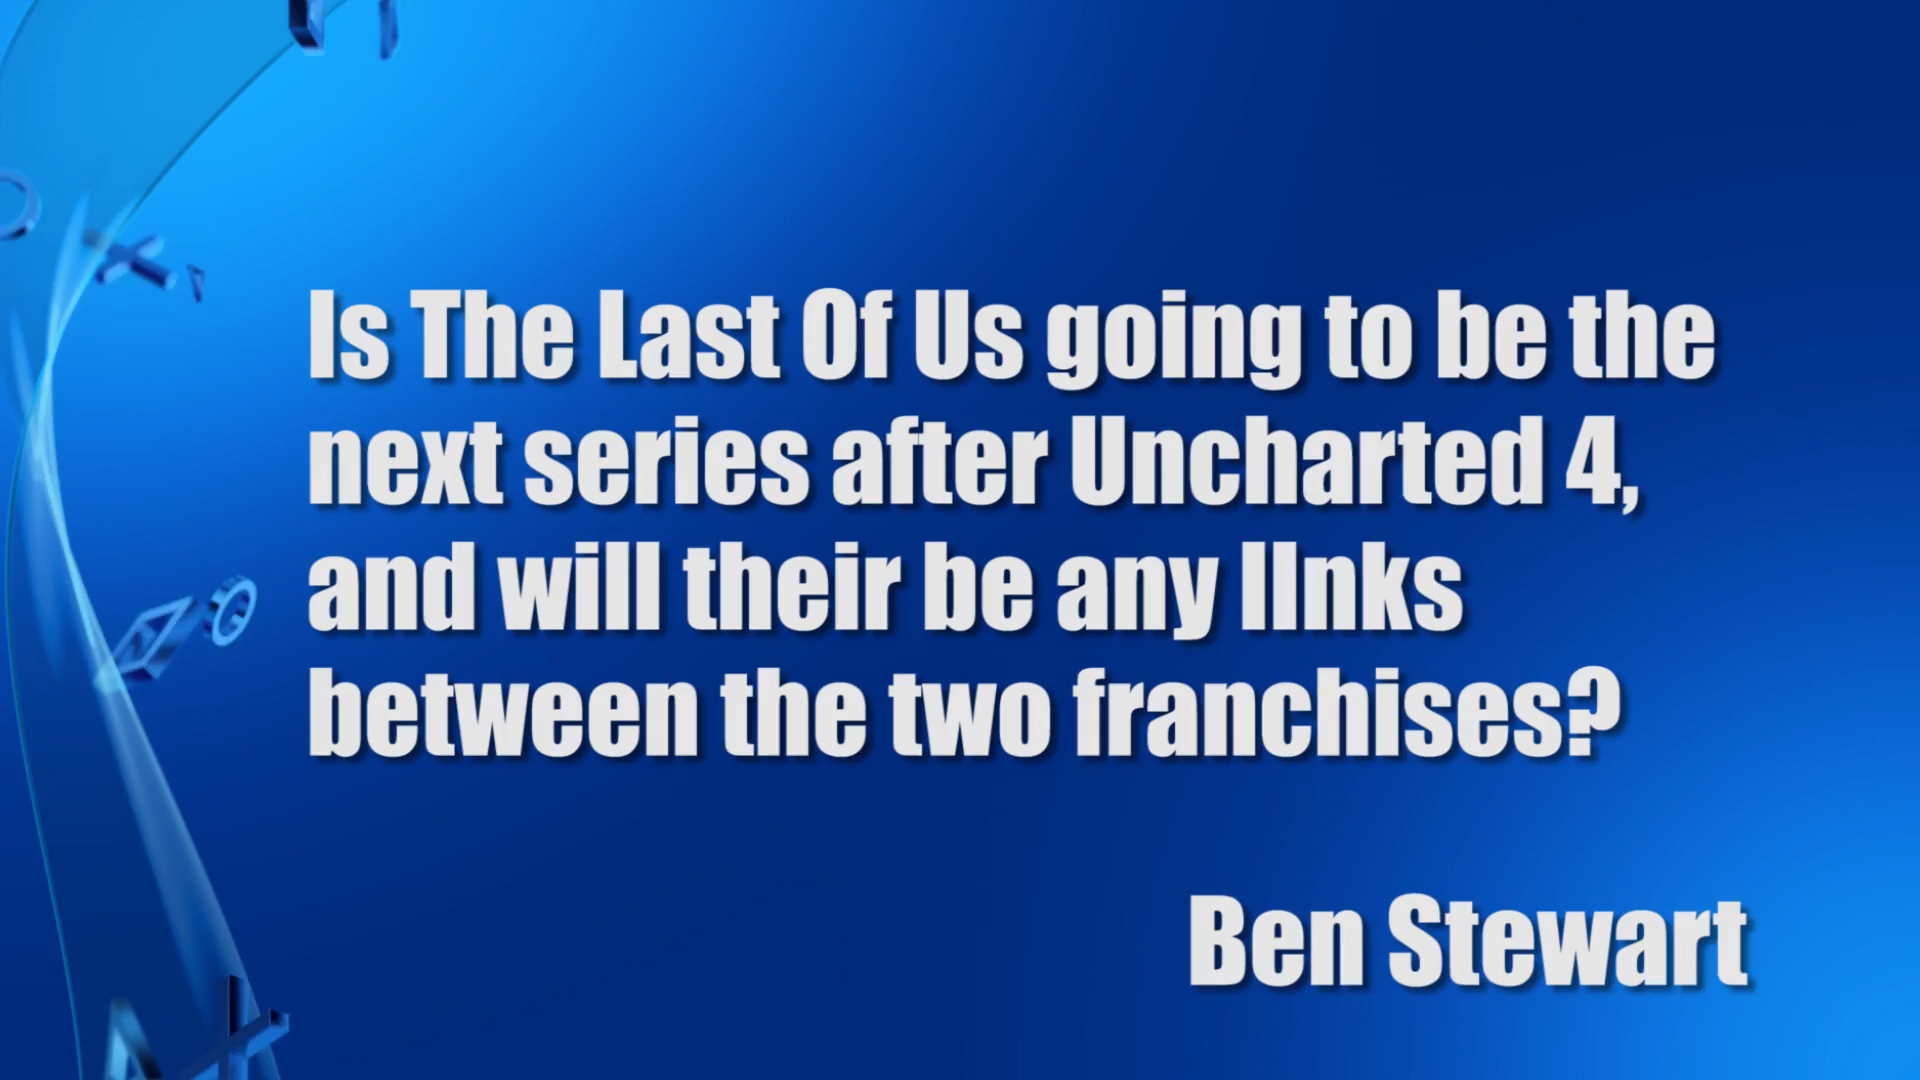 Is The Last Of Us going to be the
next series after Uncharted 4,
and will their be any lInks
between the two franchises?
Ben Stewart